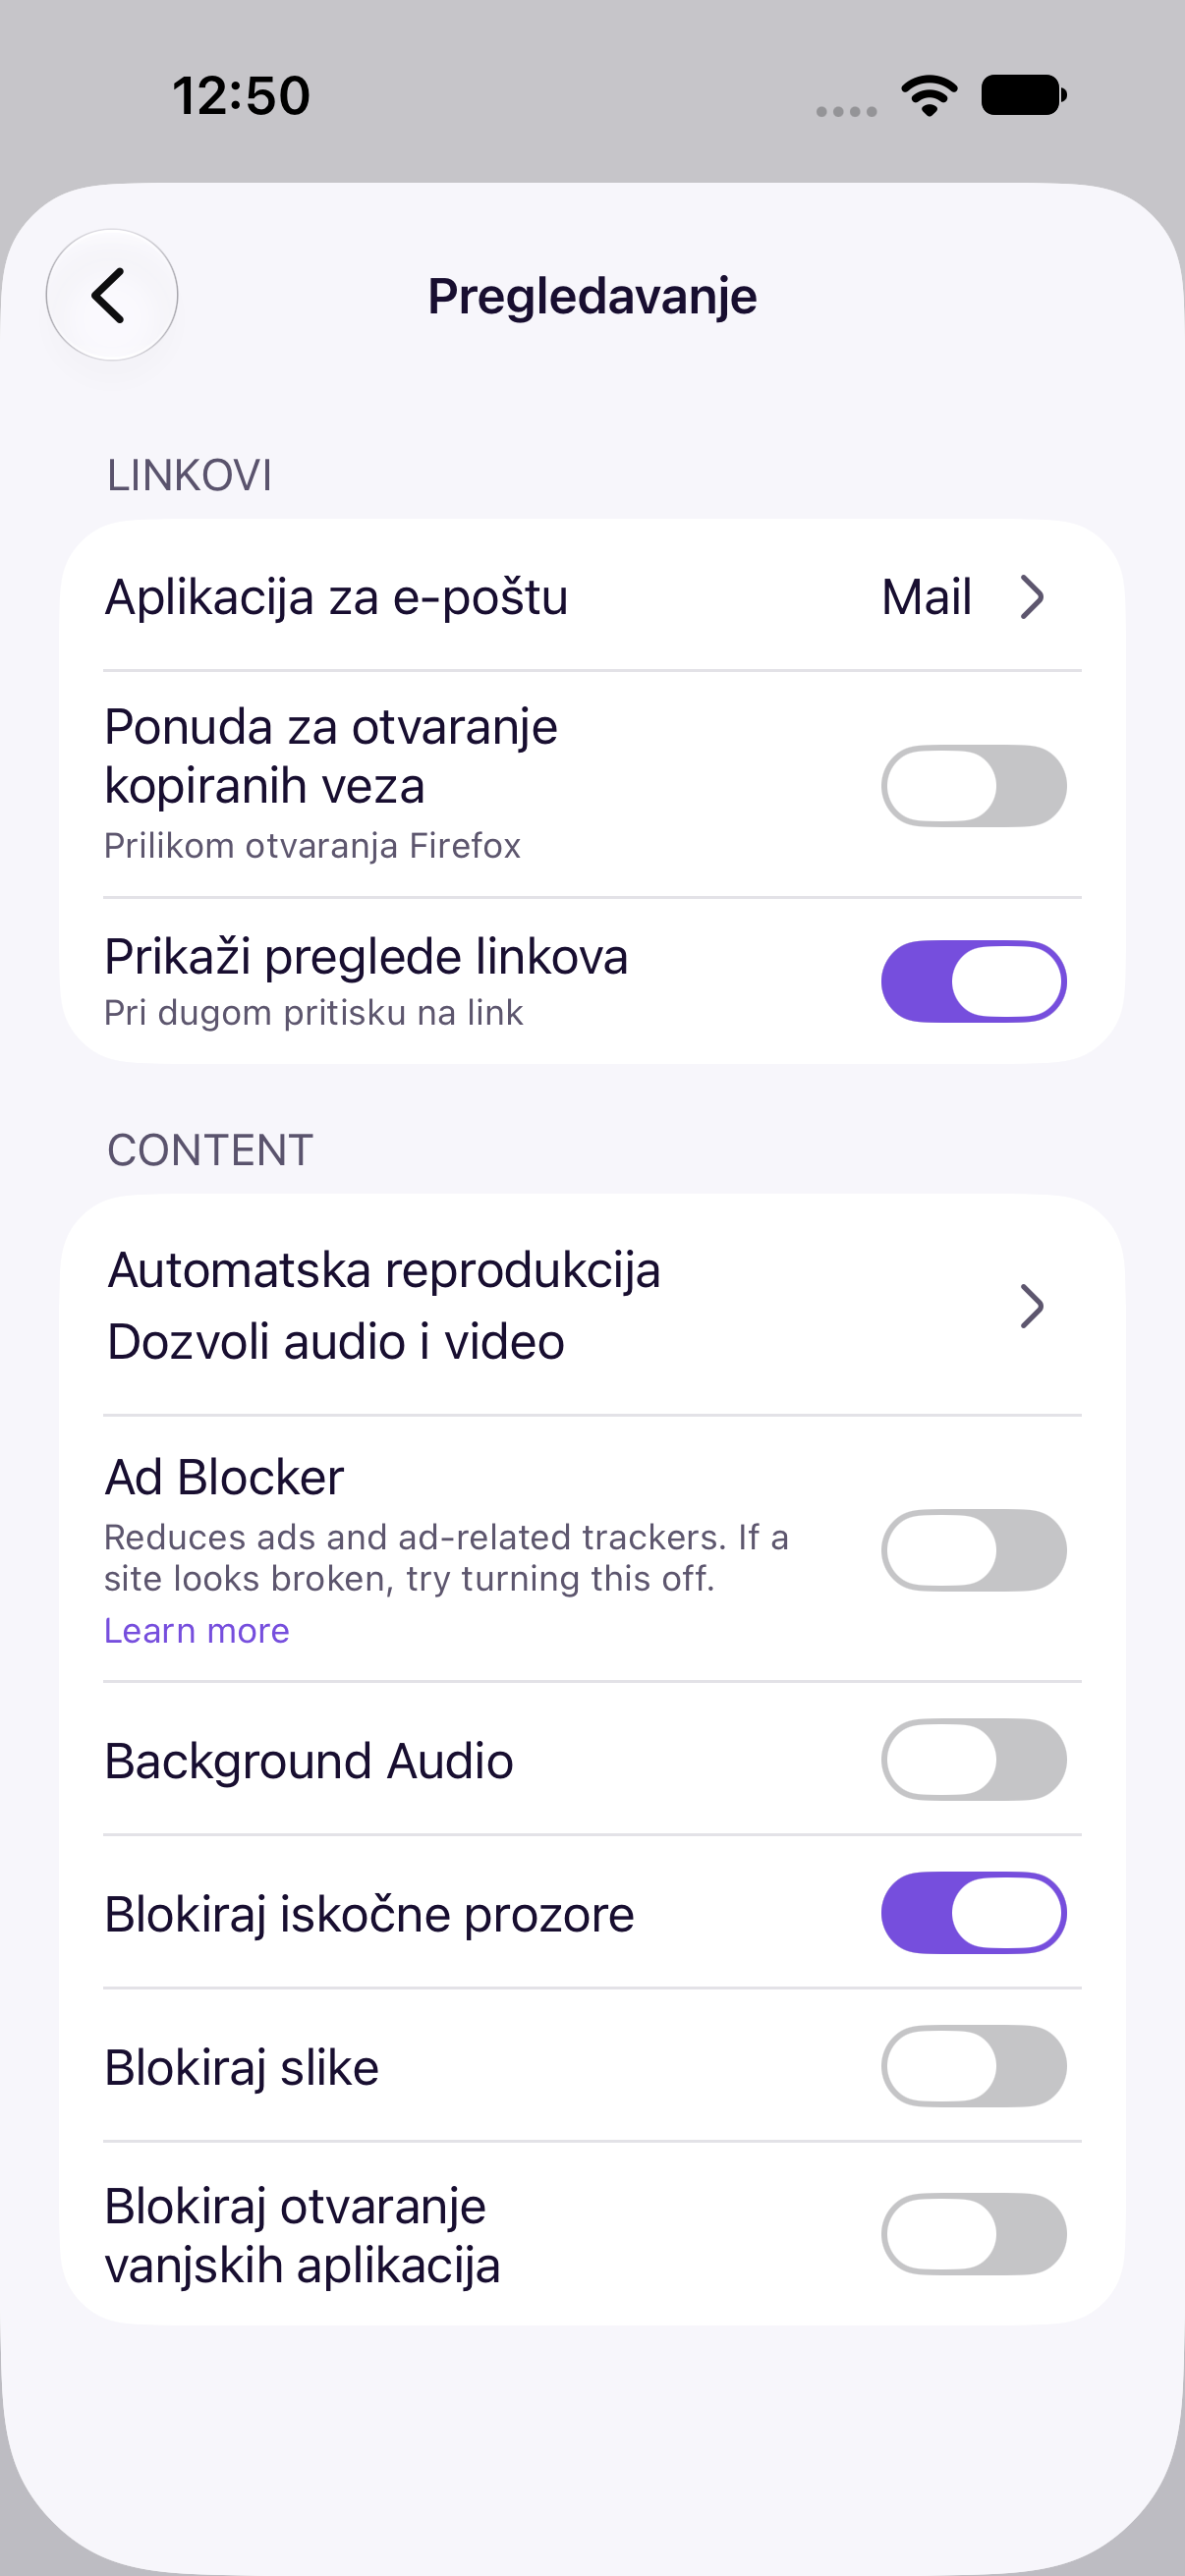 12:50
Pregledavanje
LINKOVI
Aplikacija za e-poštu
Mail
Ponuda za otvaranje
kopiranih veza
Prilikom otvaranja Firefox
Prikaži preglede linkova
Pri dugom pritisku na link
CONTENT
Automatska reprodukcija
Dozvoli audio i video
Ad Blocker
Reduces ads and ad-related trackers. If a
site looks broken, try turning this off.
Learn more
Background Audio
Blokiraj iskočne prozore
Blokiraj slike
Blokiraj otvaranje
vanjskih aplikacija